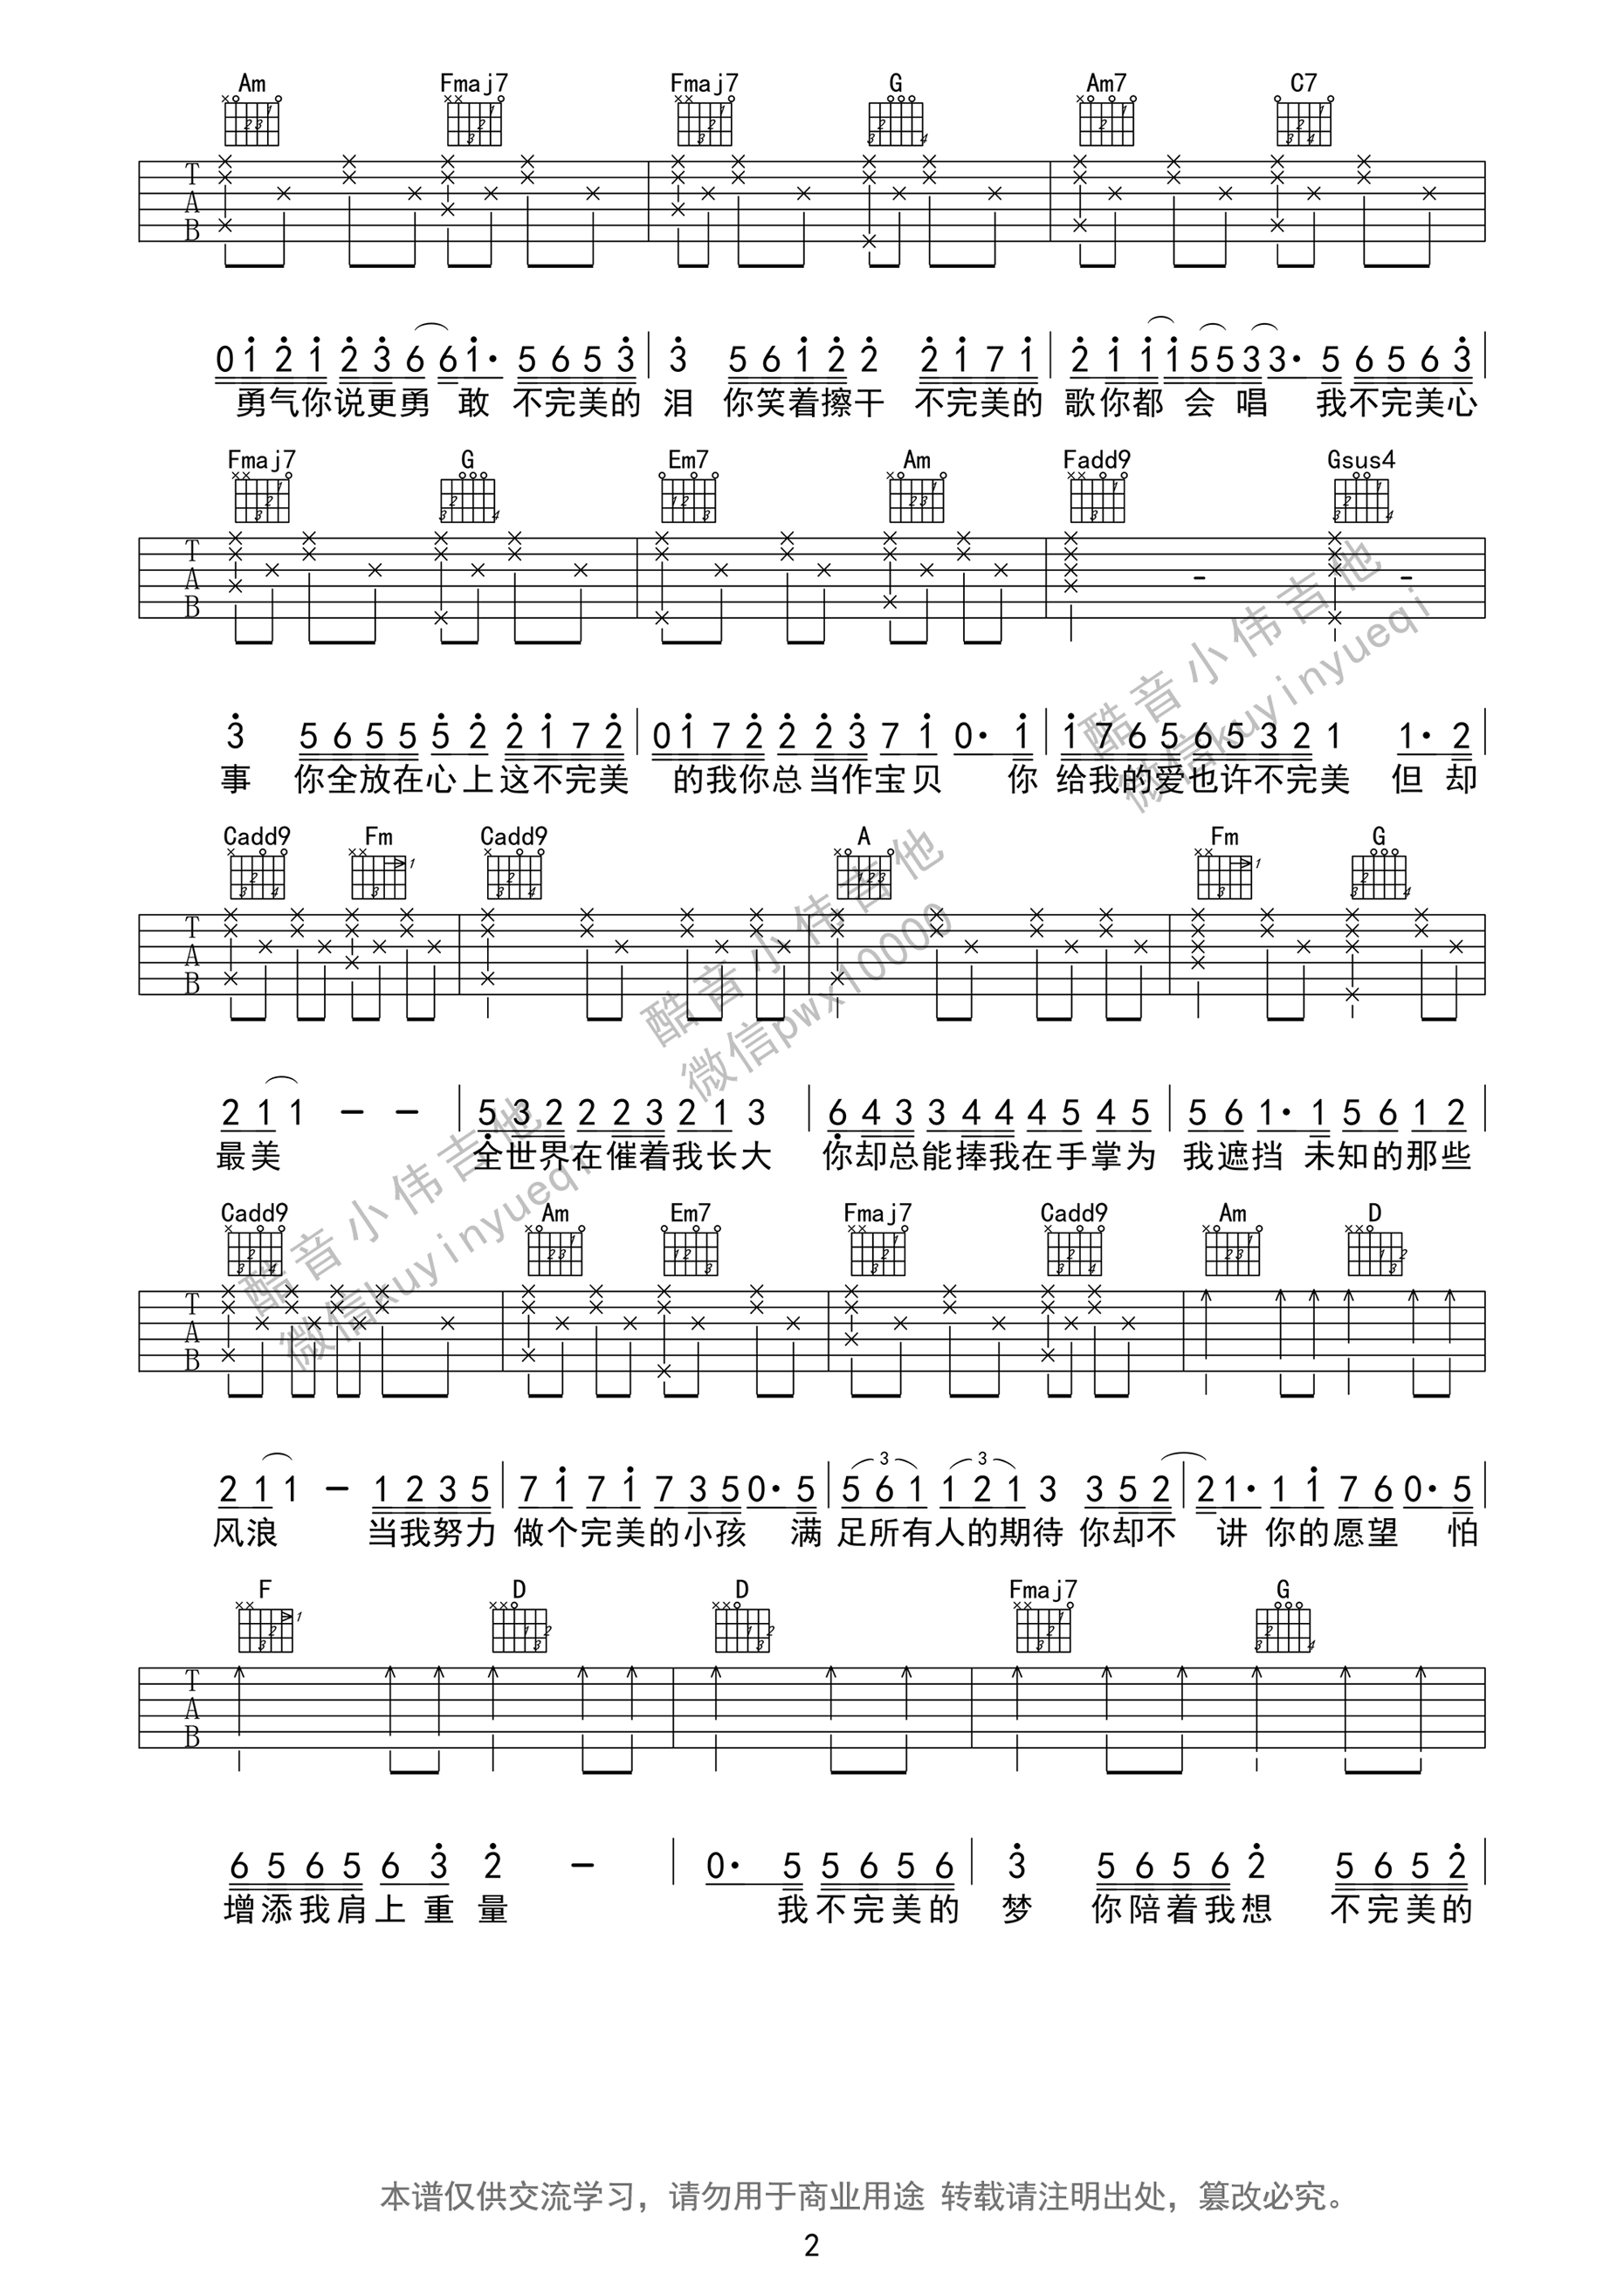 Am Fmaj7 Fmaj7 G Am7 C7
T
A
B
0 1 2 1 2 3 6 6 1· 5 6 5 3 | 3 5 6 1 2 2 2 1 7 1 | 2 1 1 1 5 5 3 3· 5 6 5 6 3 |
勇气你说更勇 敢 不完美的 泪 你笑着擦干 不完美的 歌你都 会 唱 我不完美心
Fmaj7 G Em7 Am Fadd9 Gsus4
T
A
B
3 5 6 5 5 5 2 2 1 7 2 | 0 1 7 2 2 2 3 7 1 0· 1 | 1 7 6 5 6 5 3 2 1 1· 2 |
事 你全放在心上这不完美 的我你总当作宝贝 你 给我的爱也许不完美 但 却
Cadd9 Fm Cadd9 A Fm G
T
A
B
2 1 1 - - | 5 3 2 2 2 3 2 1 3 | 6 4 3 3 4 4 4 5 4 5 | 5 6 1· 1 5 6 1 2 |
最美 全世界在催着我长大 你却总能捧我在手掌为 我遮挡 未知的那些
Cadd9 Am Em7 Fmaj7 Cadd9 Am D
T
A
B
2 1 1 - 1 2 3 5 | 7 1 7 1 7 3 5 0· 5 | 5 6 1 1 2 1 3 3 5 2 | 2 1· 1 1 7 6 0· 5 |
风浪 当我努力 做个完美的小孩 满 足所有人的期待 你却不 讲 你的愿望 怕
F D D Fmaj7 G
T
A
B
6 5 6 5 6 3 2 - | 0· 5 5 6 5 6 | 3 5 6 5 6 2 5 6 5 2 |
增添我肩上重量 我不完美的 梦 你陪着我想 不完美的
酷音小伟吉他
微信kuyinyueqi
酷音小伟吉他
微信pwx10000
酷音小伟吉他
微信kuyinyueqi
本谱仅供交流学习，请勿用于商业用途 转载请注明出处，篡改必究。
2